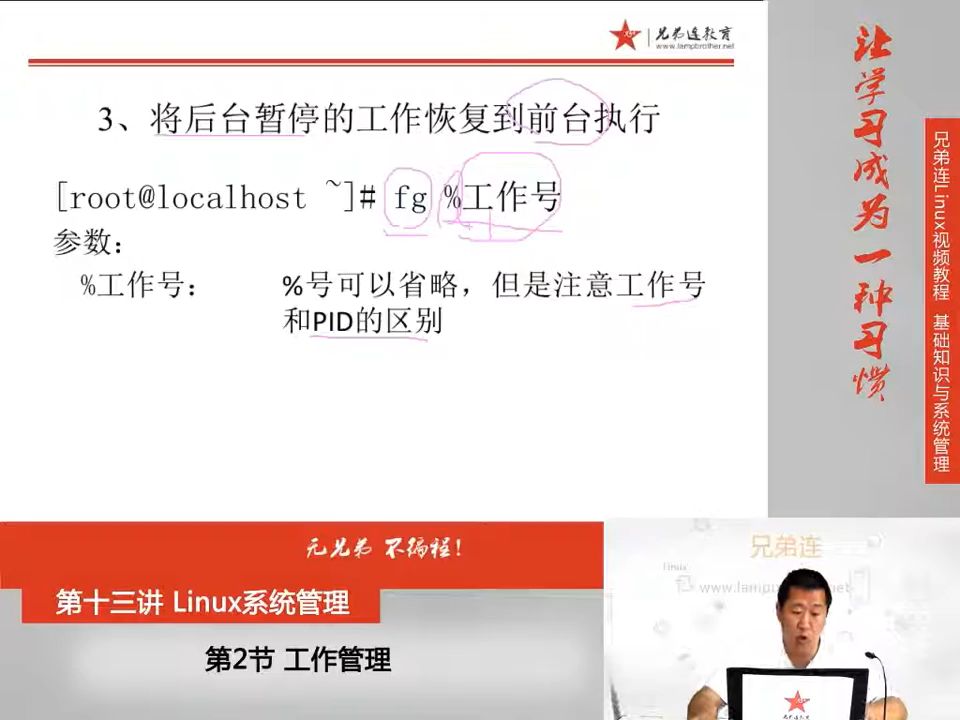 兄弟连教育
www.lampbrother.net
3、将后台暂停的工作恢复到前台执行
[root@localhost ~]# fg %工作号
参数：
%工作号： %号可以省略，但是注意工作号
和PID的区别
让学习成为一种习惯
兄弟连Linux视频教程 基础知识与系统管理
无兄弟 不编程！
第十三讲 Linux系统管理
第2节 工作管理
兄弟连
Linux